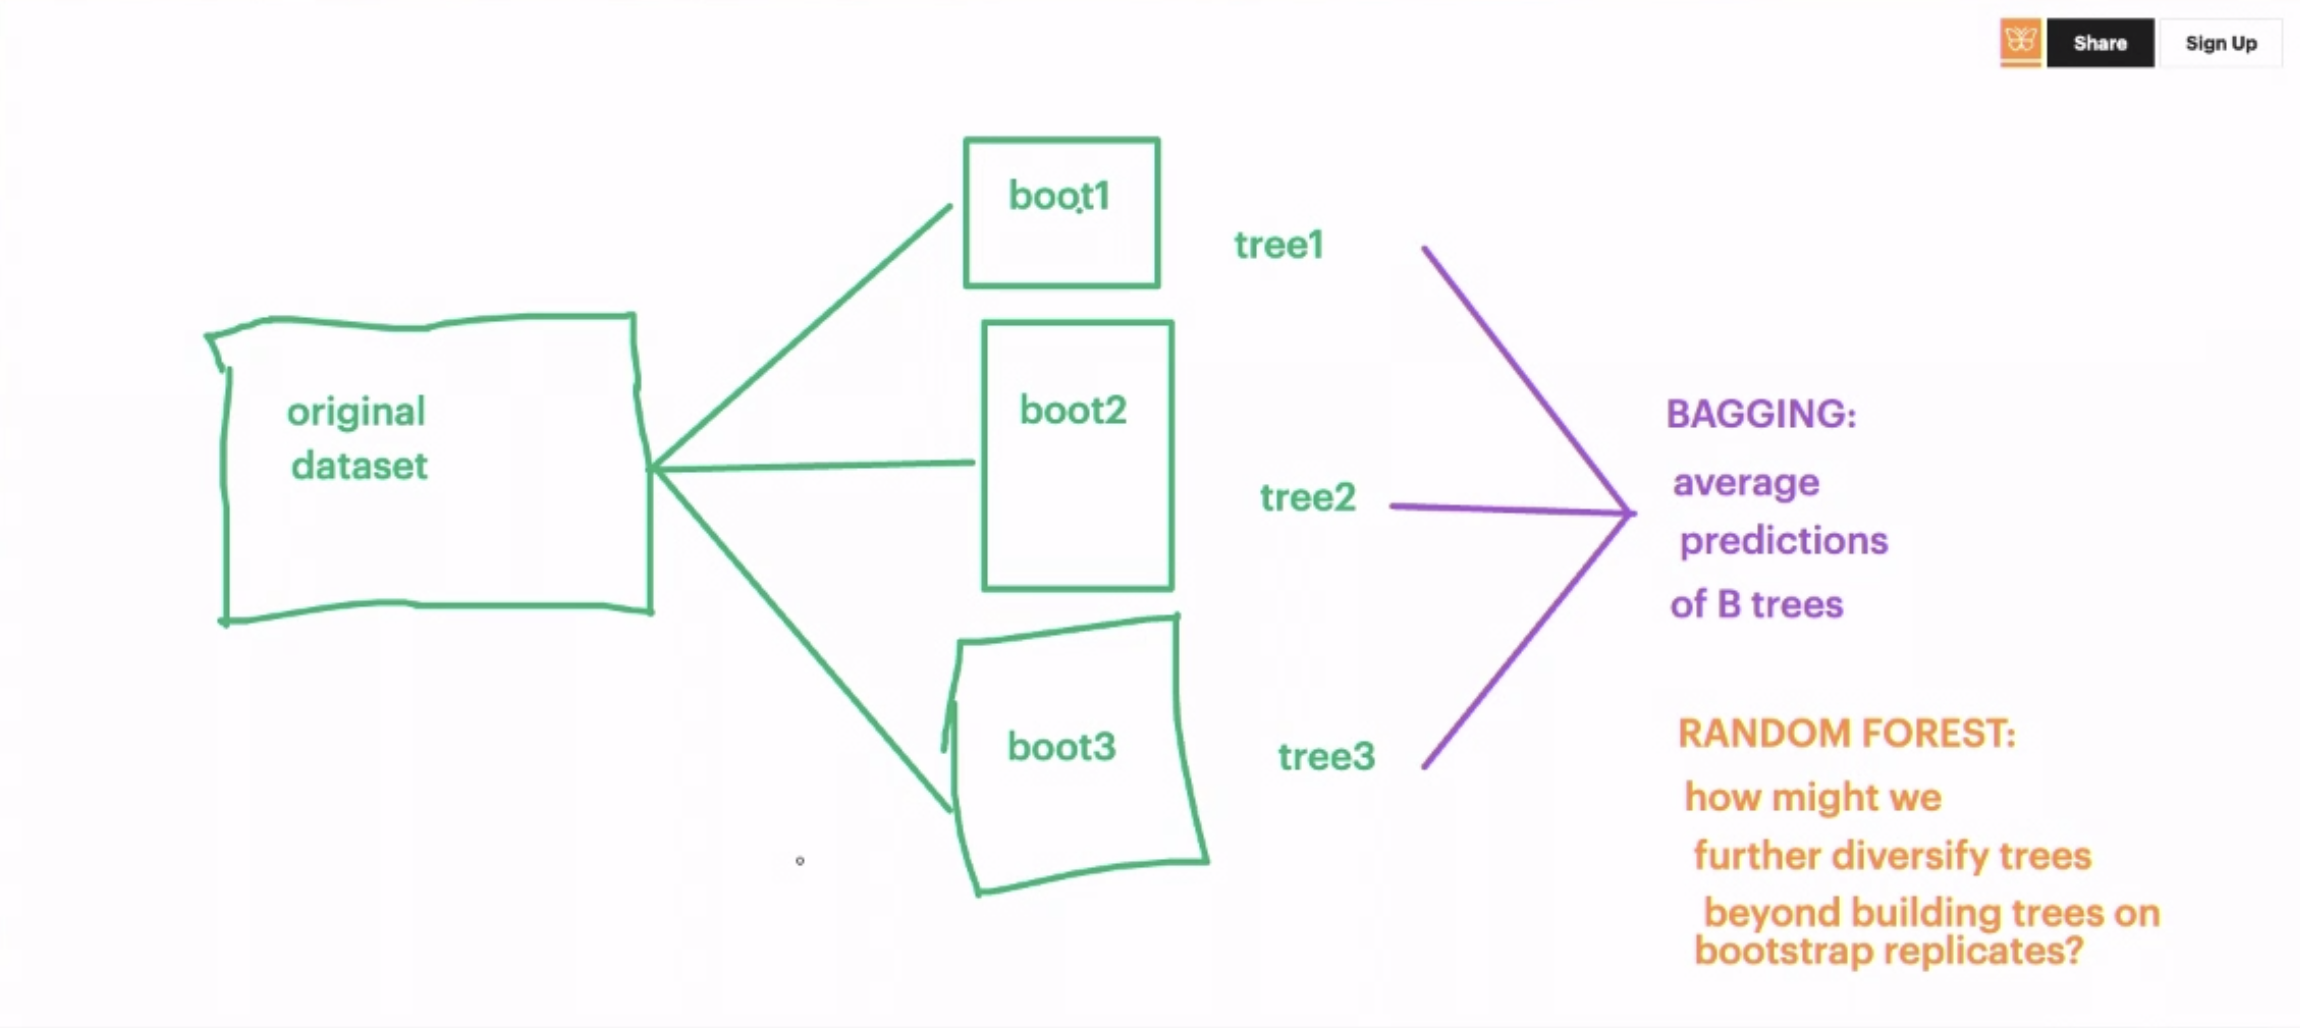 Share
Sign Up
boot1
tree1
original
dataset
boot2
tree2
boot3
tree3
BAGGING:
average
predictions
of B trees
RANDOM FOREST:
how might we
further diversify trees
beyond building trees on
bootstrap replicates?